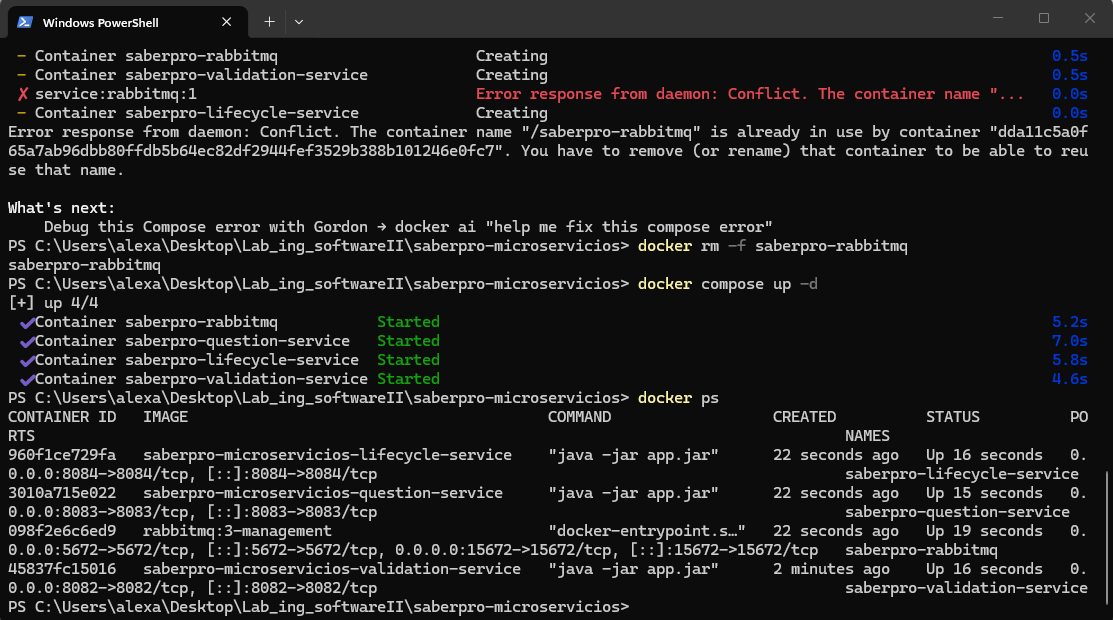 Windows PowerShell
- Container saberpro-rabbitmq Creating 0.5s
- Container saberpro-validation-service Creating 0.5s
✗ service:rabbitmq:1 Error response from daemon: Conflict. The container name "... 0.0s
- Container saberpro-lifecycle-service Creating 0.0s
Error response from daemon: Conflict. The container name "/saberpro-rabbitmq" is already in use by container "dda11c5a0f
65a7ab96dbb80ffdb5b64ec82df2944fef3529b388b101246e0fc7". You have to remove (or rename) that container to be able to reu
se that name.
What's next:
Debug this Compose error with Gordon → docker ai "help me fix this compose error"
PS C:\Users\alexa\Desktop\Lab_ing_softwareII\saberpro-microservicios> docker rm -f saberpro-rabbitmq
saberpro-rabbitmq
PS C:\Users\alexa\Desktop\Lab_ing_softwareII\saberpro-microservicios> docker compose up -d
[+] up 4/4
✔Container saberpro-rabbitmq Started 5.2s
✔Container saberpro-question-service Started 7.0s
✔Container saberpro-lifecycle-service Started 5.8s
✔Container saberpro-validation-service Started 4.6s
PS C:\Users\alexa\Desktop\Lab_ing_softwareII\saberpro-microservicios> docker ps
CONTAINER ID IMAGE COMMAND CREATED STATUS PO
RTS NAMES
960f1ce729fa saberpro-microservicios-lifecycle-service "java -jar app.jar" 22 seconds ago Up 16 seconds 0.
0.0.0:8084->8084/tcp, [::]:8084->8084/tcp saberpro-lifecycle-service
3010a715e022 saberpro-microservicios-question-service "java -jar app.jar" 22 seconds ago Up 15 seconds 0.
0.0.0:8083->8083/tcp, [::]:8083->8083/tcp saberpro-question-service
098f2e6c6ed9 rabbitmq:3-management "docker-entrypoint.s…" 22 seconds ago Up 19 seconds 0.
0.0.0:5672->5672/tcp, [::]:5672->5672/tcp, 0.0.0.0:15672->15672/tcp, [::]:15672->15672/tcp saberpro-rabbitmq
45837fc15016 saberpro-microservicios-validation-service "java -jar app.jar" 2 minutes ago Up 16 seconds 0.
0.0.0:8082->8082/tcp, [::]:8082->8082/tcp saberpro-validation-service
PS C:\Users\alexa\Desktop\Lab_ing_softwareII\saberpro-microservicios>